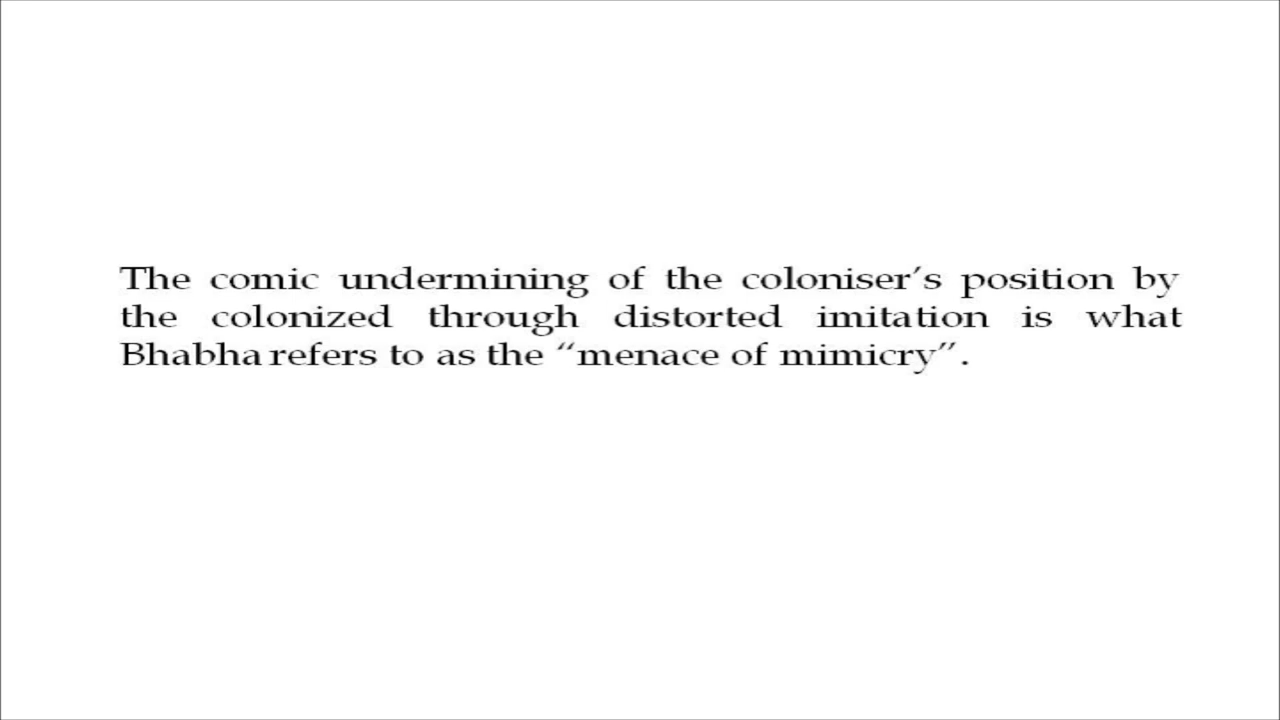 The comic undermining of the coloniser’s position by
the colonized through distorted imitation is what
Bhabha refers to as the “menace of mimicry”.